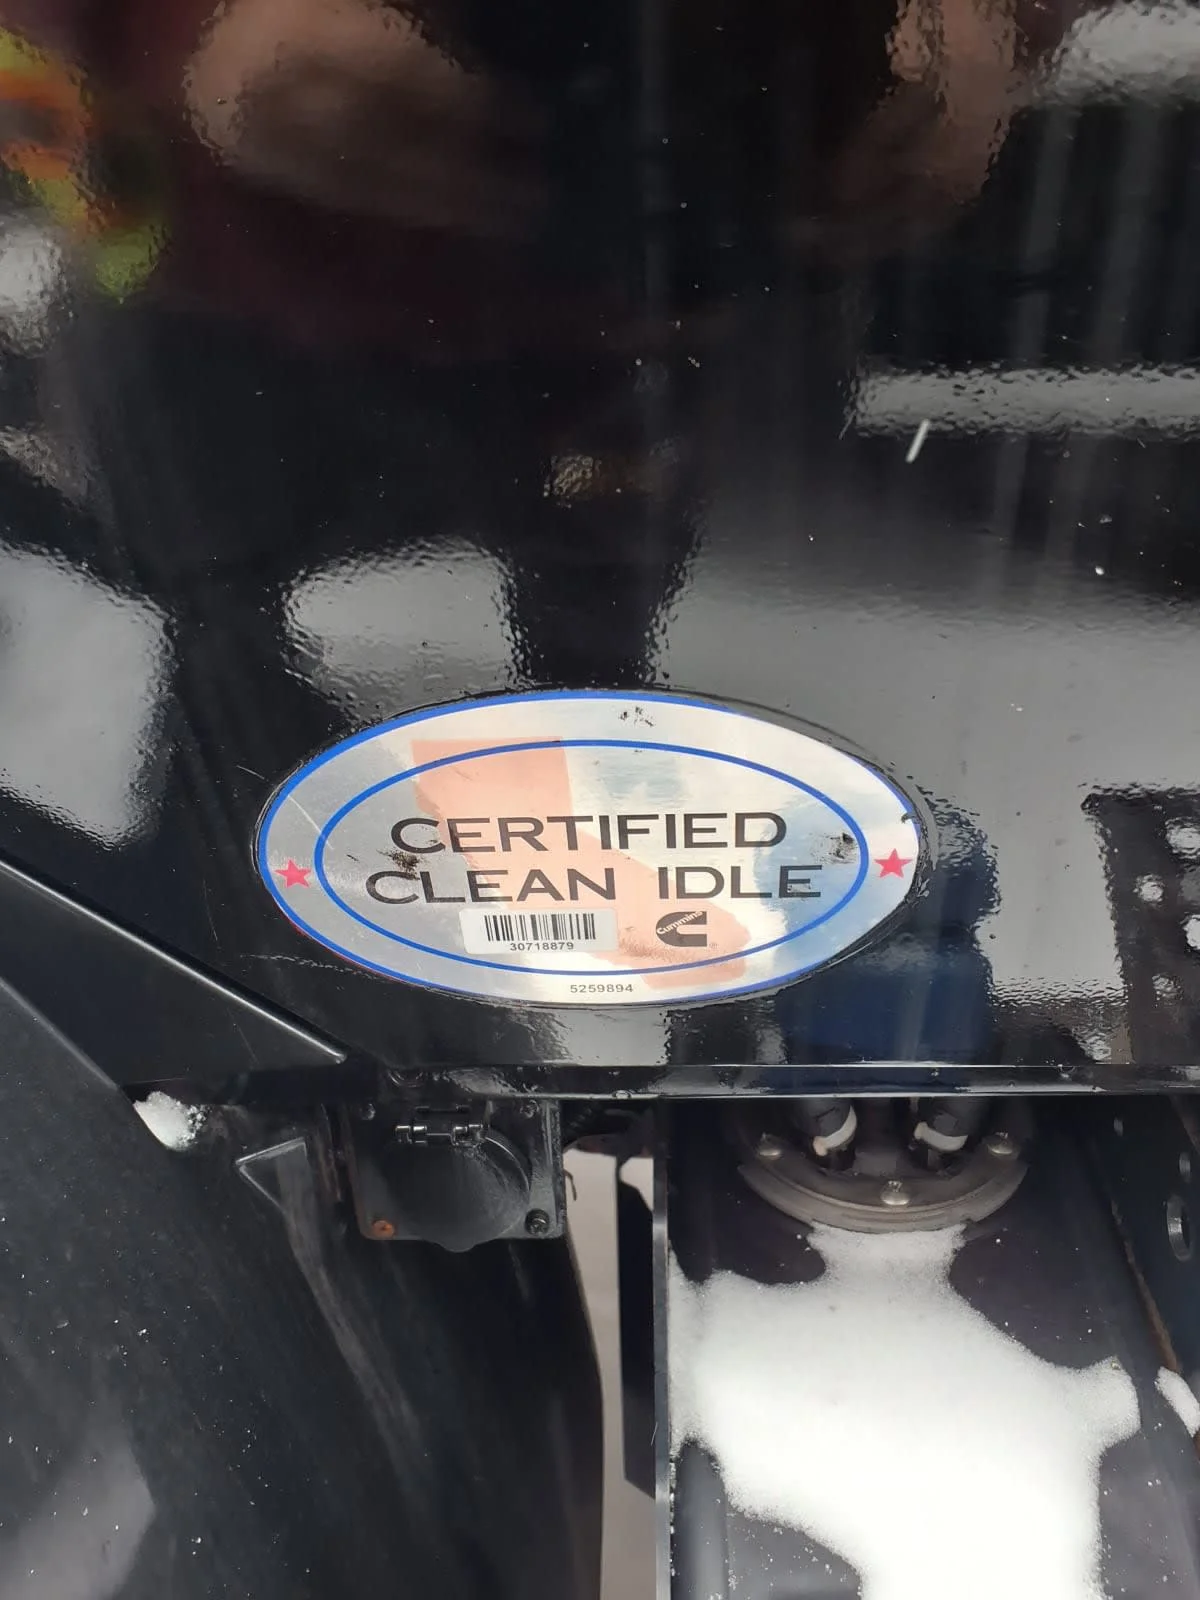 CERTIFIED
CLEAN IDLE
Cummins
30718879
5259894